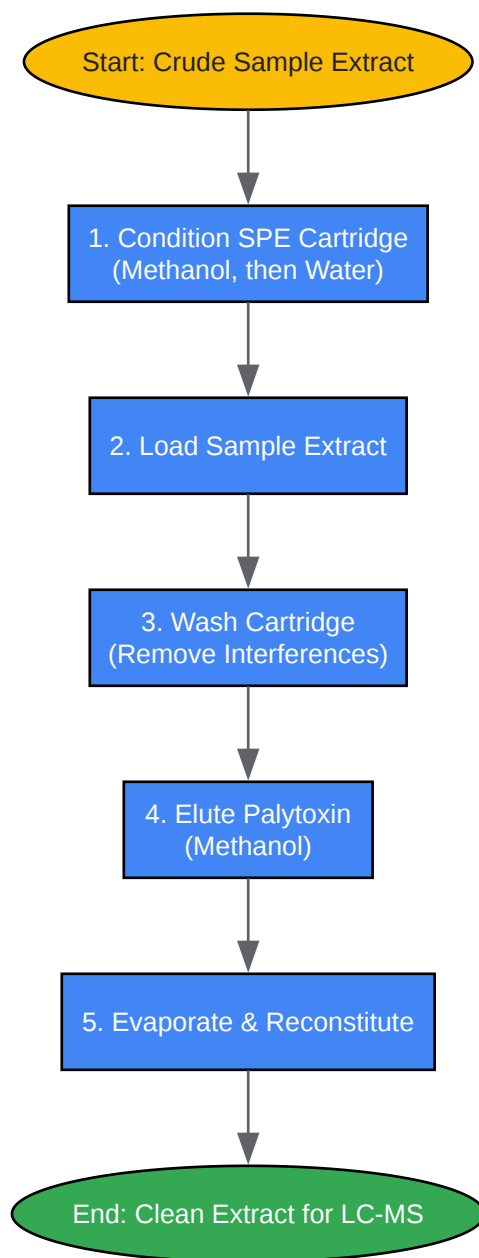 Start: Crude Sample Extract
1. Condition SPE Cartridge
(Methanol, then Water)
2. Load Sample Extract
3. Wash Cartridge
(Remove Interferences)
4. Elute Palytoxin
(Methanol)
5. Evaporate & Reconstitute
End: Clean Extract for LC-MS